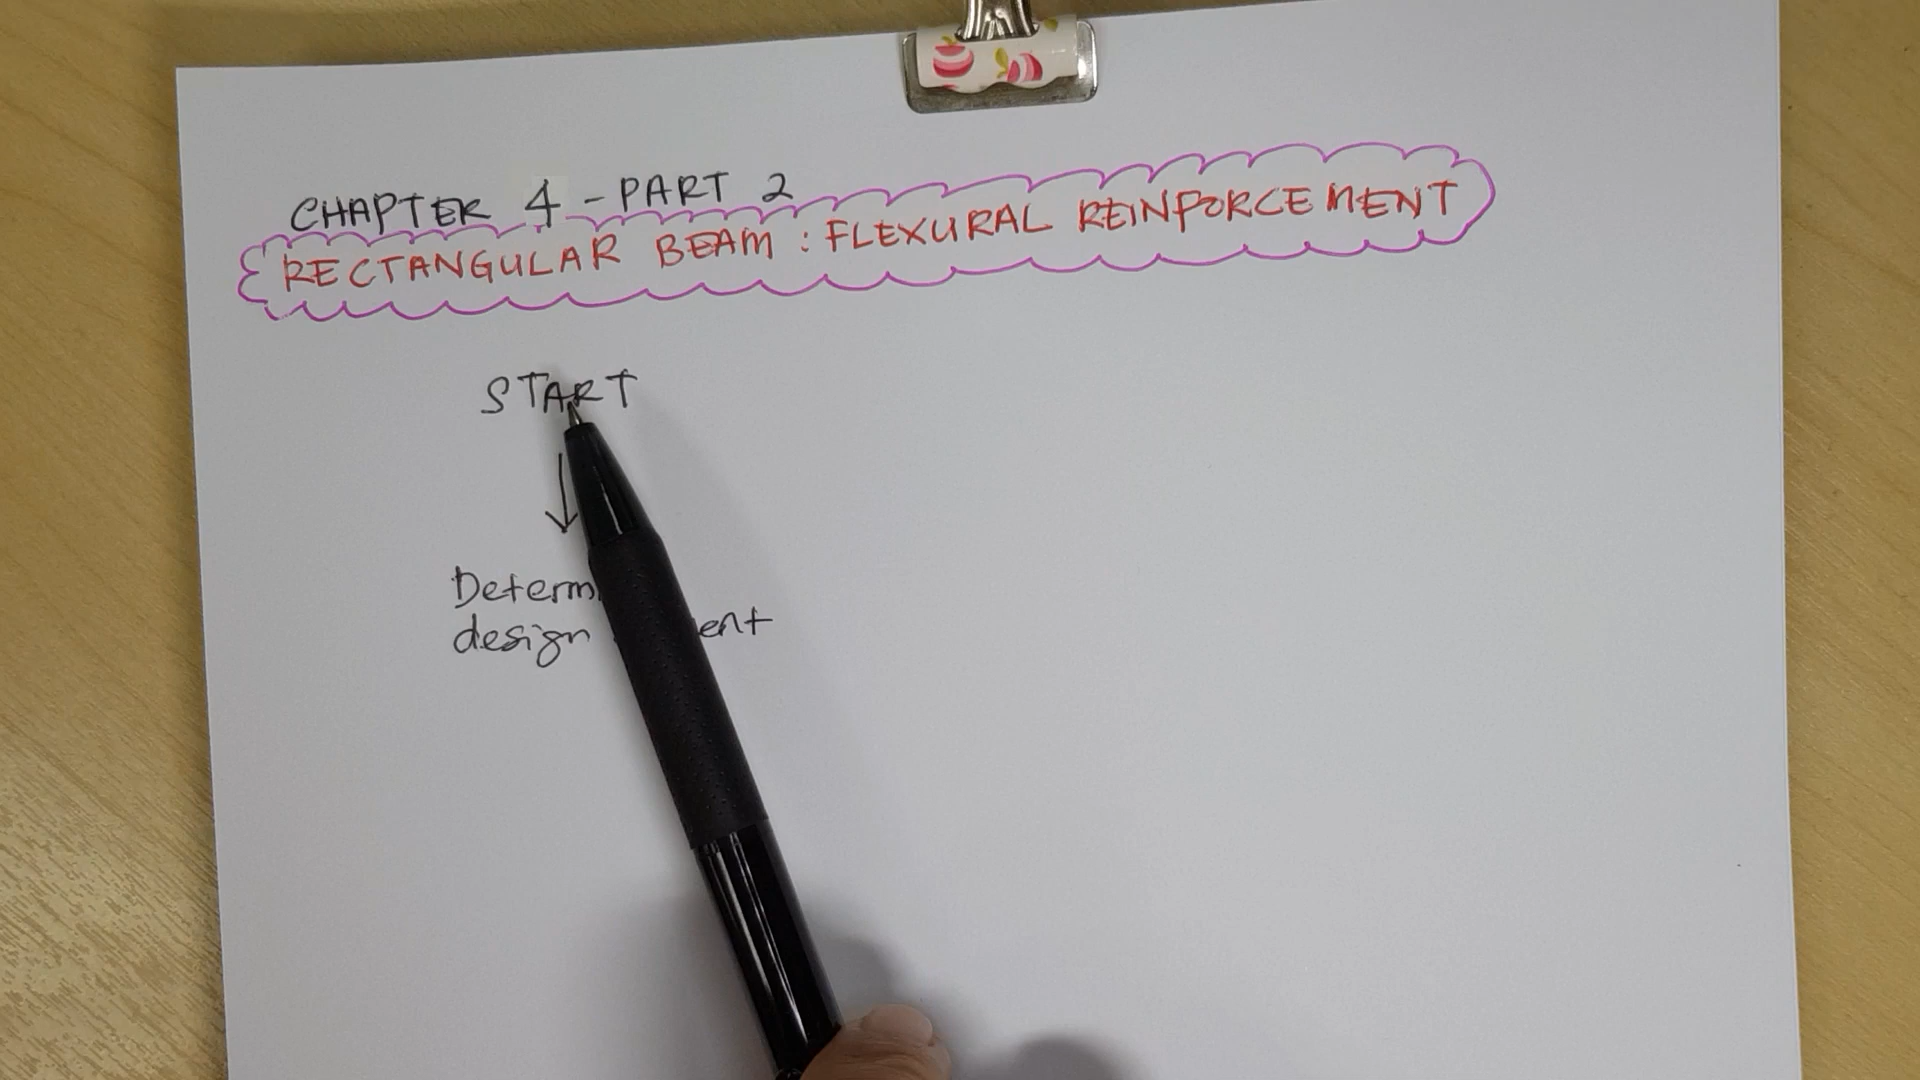 CHAPTER 4 - PART 2
RECTANGULAR BEAM : FLEXURAL REINFORCEMENT
START
design